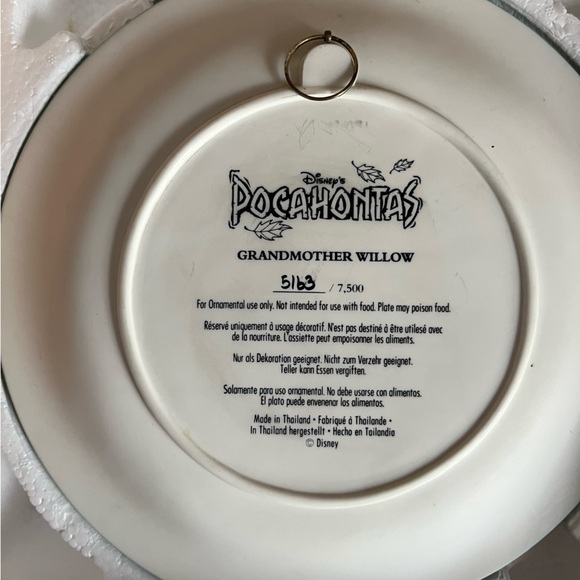 Disney's
POCAHONTAS
GRANDMOTHER WILLOW
5163 / 7,500
For Ornamental use only. Not intended for use with food. Plate may poison food.
Réservé uniquement à usage décoratif. N'est pas destiné à être utilesé avec
de la nourriture. L'assiette peut empoisonner les aliments.
Nur als Dekoration geeignet. Nicht zum Verzehr geeignet.
Teller kann Essen vergiften.
Solamente para uso ornamental. No debe usarse con alimentos.
El plato puede envenenar los alimentos.
Made in Thailand • Fabriqué à Thailande •
In Thailand hergestellt • Hecho en Tailandia
© Disney